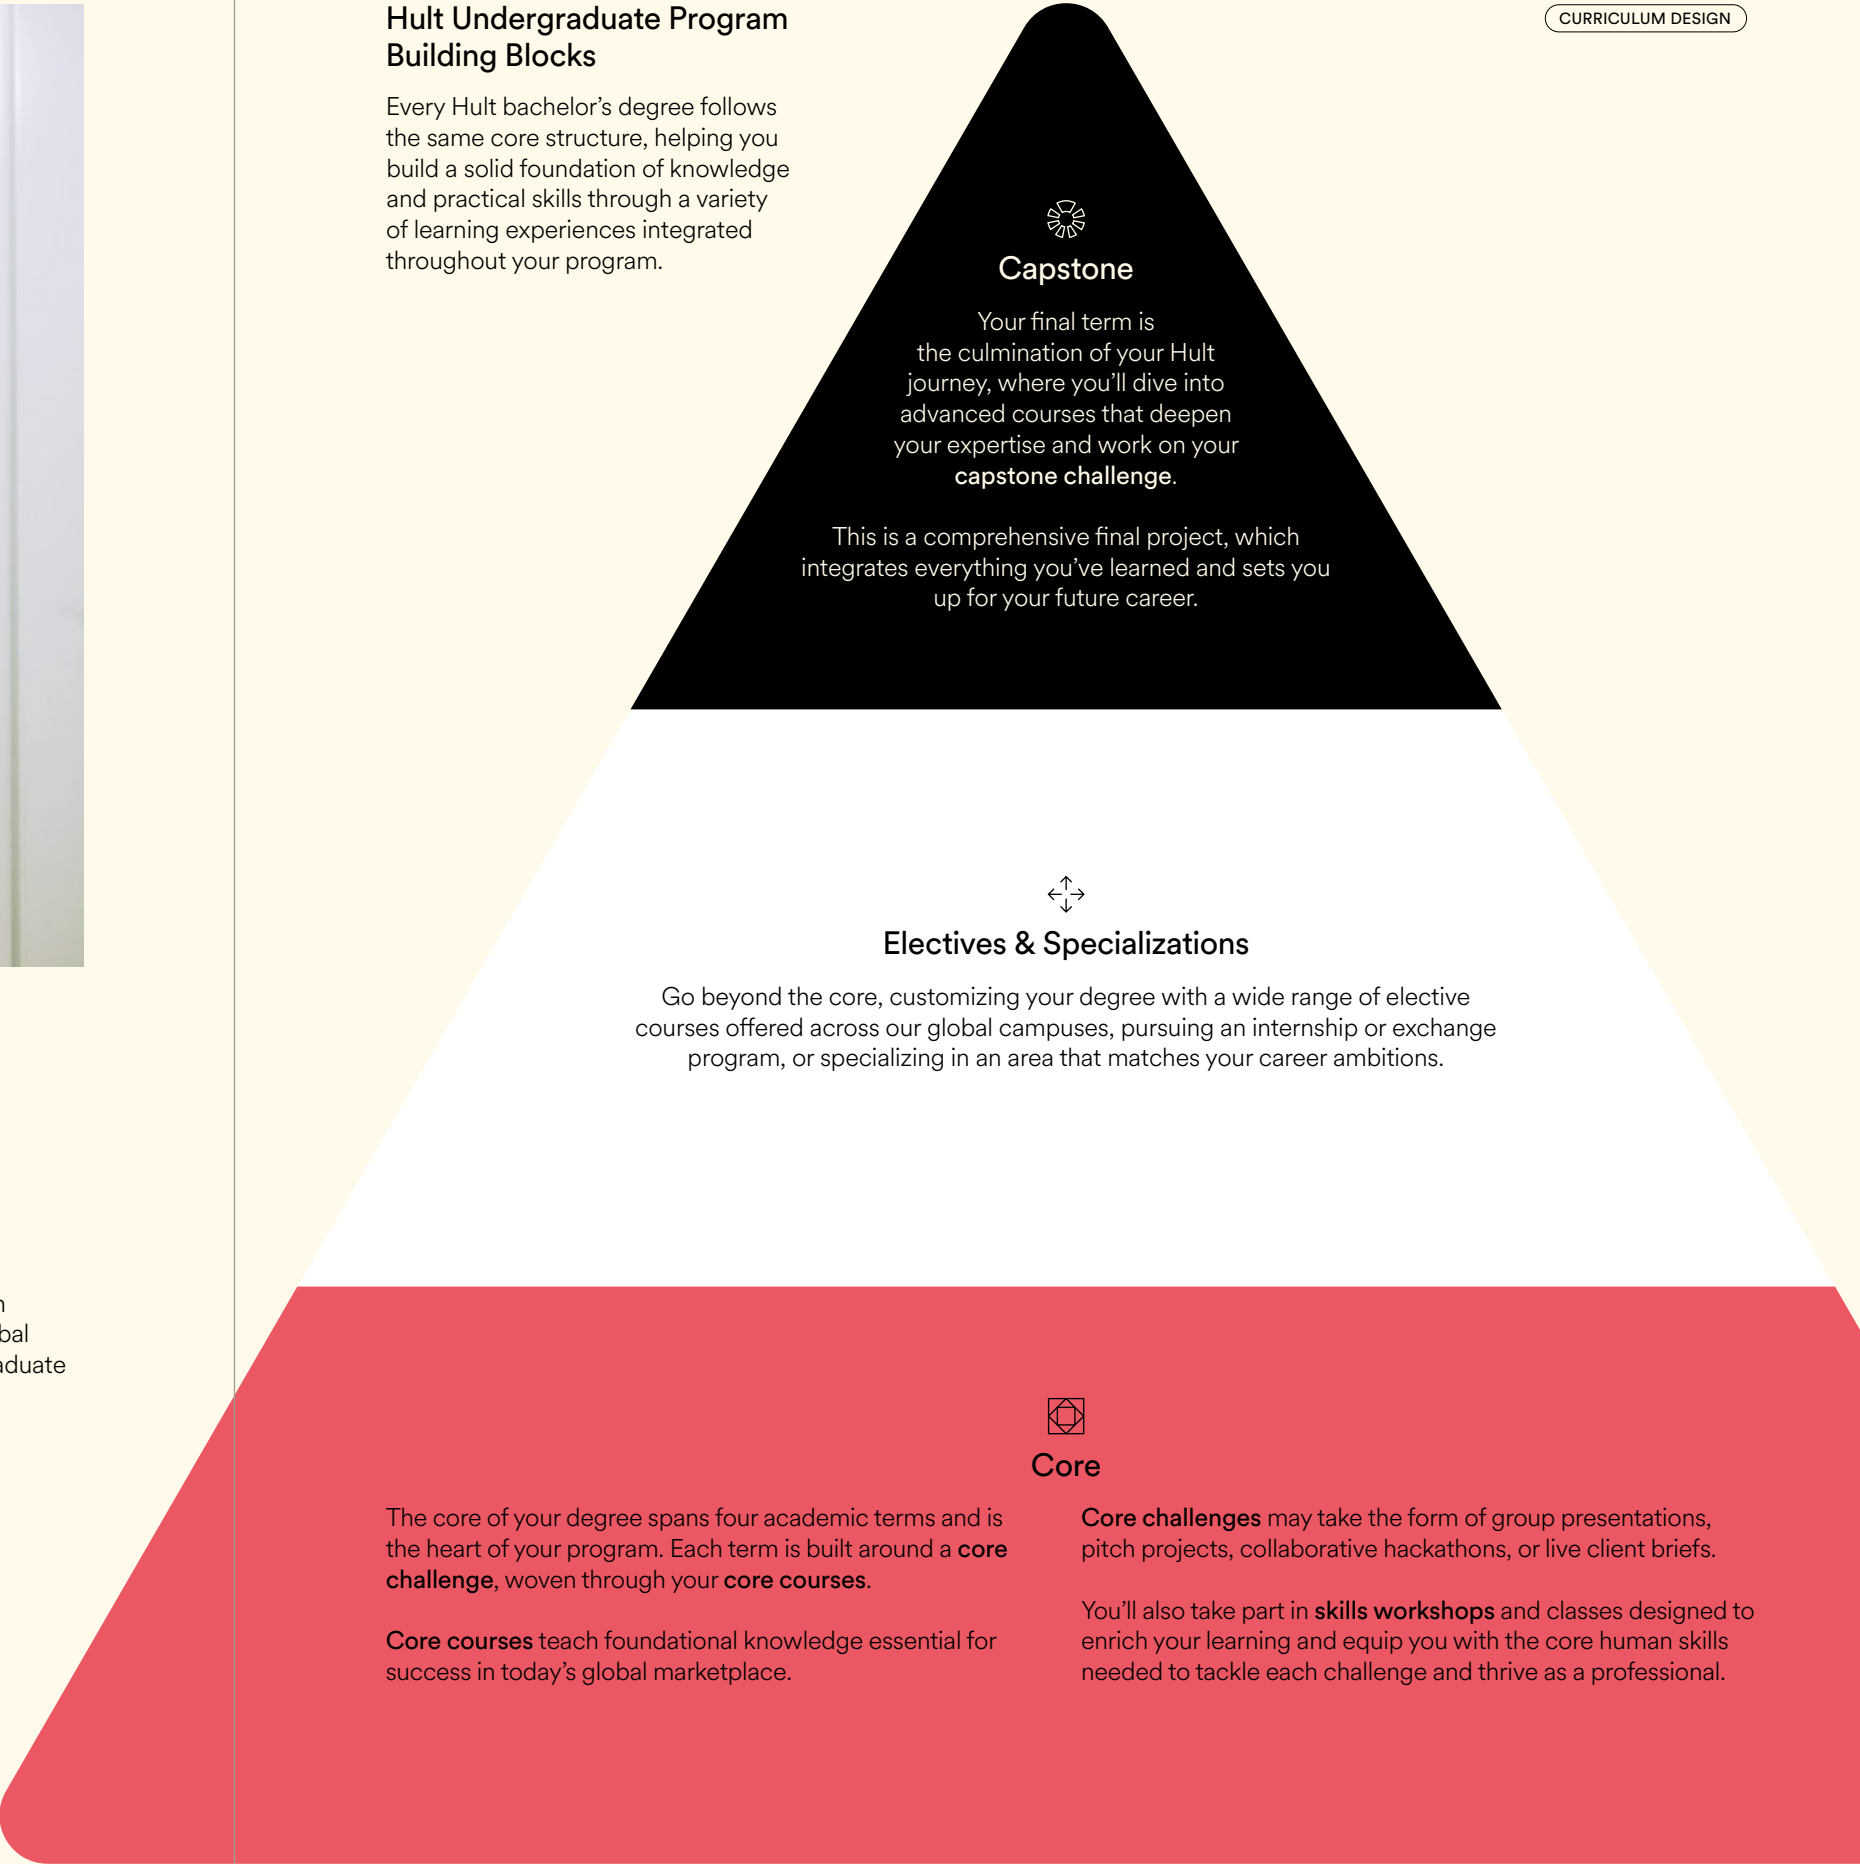 Hult Undergraduate Program
Building Blocks
Every Hult bachelor’s degree follows
the same core structure, helping you
build a solid foundation of knowledge
and practical skills through a variety
of learning experiences integrated
throughout your program.
CURRICULUM DESIGN
Capstone
Your final term is
the culmination of your Hult
journey, where you’ll dive into
advanced courses that deepen
your expertise and work on your
capstone challenge.
This is a comprehensive final project, which
integrates everything you’ve learned and sets you
up for your future career.
Electives & Specializations
Go beyond the core, customizing your degree with a wide range of elective
courses offered across our global campuses, pursuing an internship or exchange
program, or specializing in an area that matches your career ambitions.
Core
The core of your degree spans four academic terms and is
the heart of your program. Each term is built around a core
challenge, woven through your core courses.
Core courses teach foundational knowledge essential for
success in today’s global marketplace.
Core challenges may take the form of group presentations,
pitch projects, collaborative hackathons, or live client briefs.
You’ll also take part in skills workshops and classes designed to
enrich your learning and equip you with the core human skills
needed to tackle each challenge and thrive as a professional.